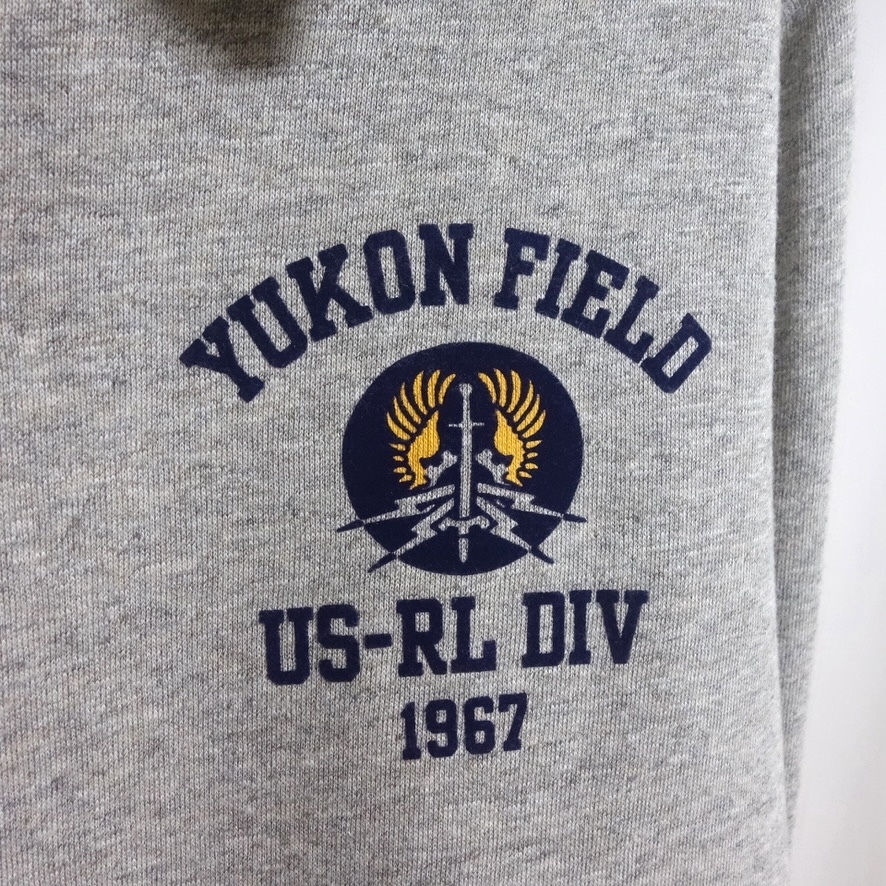 YUKON FIELD
US-RL DIV
1967